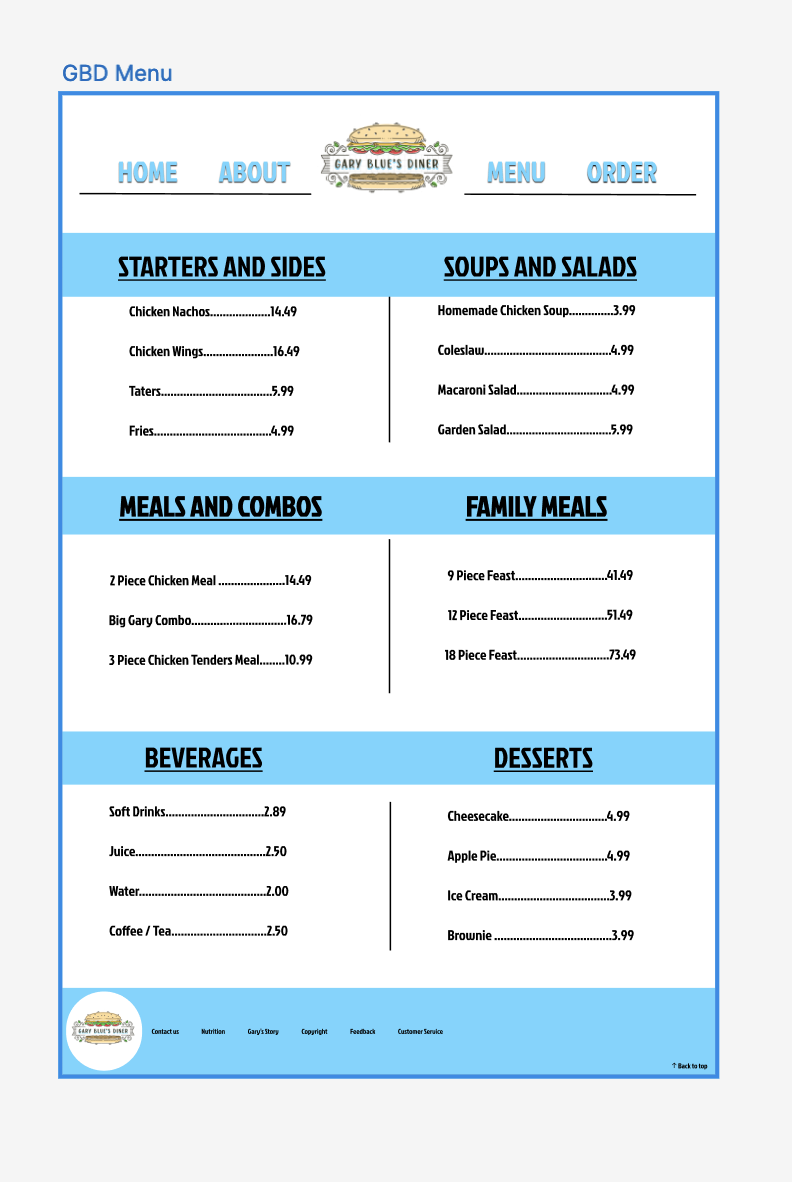 GBD Menu
HOME
ABOUT
GARY BLUE'S DINER
MENU
ORDER
STARTERS AND SIDES
Chicken Nachos...................14.49
Chicken Wings......................16.49
Taters...................................5.99
Fries.....................................4.99
SOUPS AND SALADS
Homemade Chicken Soup..............3.99
Coleslaw........................................4.99
Macaroni Salad..............................4.99
Garden Salad.................................5.99
MEALS AND COMBOS
2 Piece Chicken Meal .....................14.49
Big Gary Combo..............................16.79
3 Piece Chicken Tenders Meal........10.99
FAMILY MEALS
9 Piece Feast.............................41.49
12 Piece Feast............................51.49
18 Piece Feast.............................73.49
BEVERAGES
Soft Drinks...............................2.89
Juice.........................................2.50
Water........................................2.00
Coffee / Tea..............................2.50
DESSERTS
Cheesecake...............................4.99
Apple Pie...................................4.99
Ice Cream...................................3.99
Brownie .....................................3.99
GARY BLUE'S DINER
Contact us
Nutrition
Gary's Story
Copyright
Feedback
Customer Service
↑ Back to top